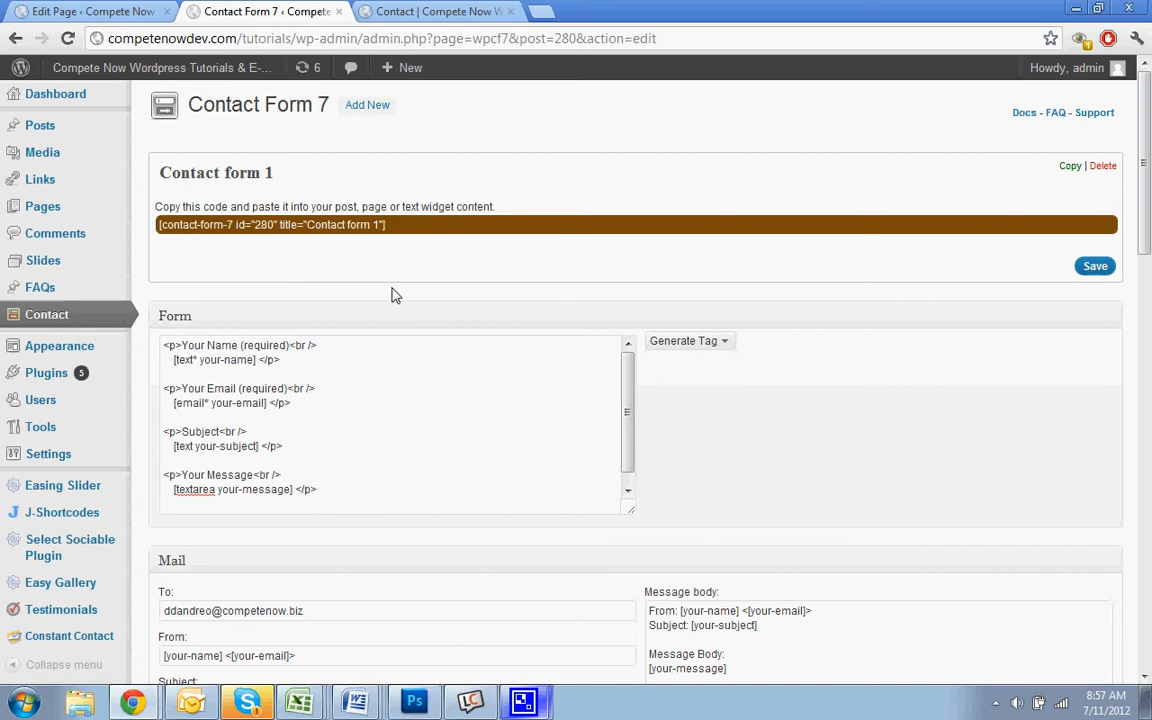 Edit Page ‹ Compete Now
Contact Form 7 ‹ Compete
Contact | Compete Now W
competenowdev.com/tutorials/wp-admin/admin.php?page=wpcf7&post=280&action=edit
1
Compete Now Wordpress Tutorials & E-...
6
+ New
Howdy, admin
Dashboard
Posts
Media
Links
Pages
Comments
Slides
FAQs
Contact
Appearance
Plugins 5
Users
Tools
Settings
Easing Slider
J-Shortcodes
Select Sociable
Plugin
Easy Gallery
Testimonials
Constant Contact
Collapse menu
Contact Form 7 Add New
Docs - FAQ - Support
Contact form 1
Copy | Delete
Copy this code and paste it into your post, page or text widget content.
[contact-form-7 id="280" title="Contact form 1"]
Save
Form
<p>Your Name (required)<br />
[text* your-name] </p>
<p>Your Email (required)<br />
[email* your-email] </p>
<p>Subject<br />
[text your-subject] </p>
<p>Your Message<br />
[textarea your-message] </p>
Generate Tag
Mail
To:
ddandreo@competenow.biz
From:
[your-name] <[your-email]>
Subject:
Message body:
From: [your-name] <[your-email]>
Subject: [your-subject]
Message Body:
[your-message]
Ps
LC
8:57 AM
7/11/2012